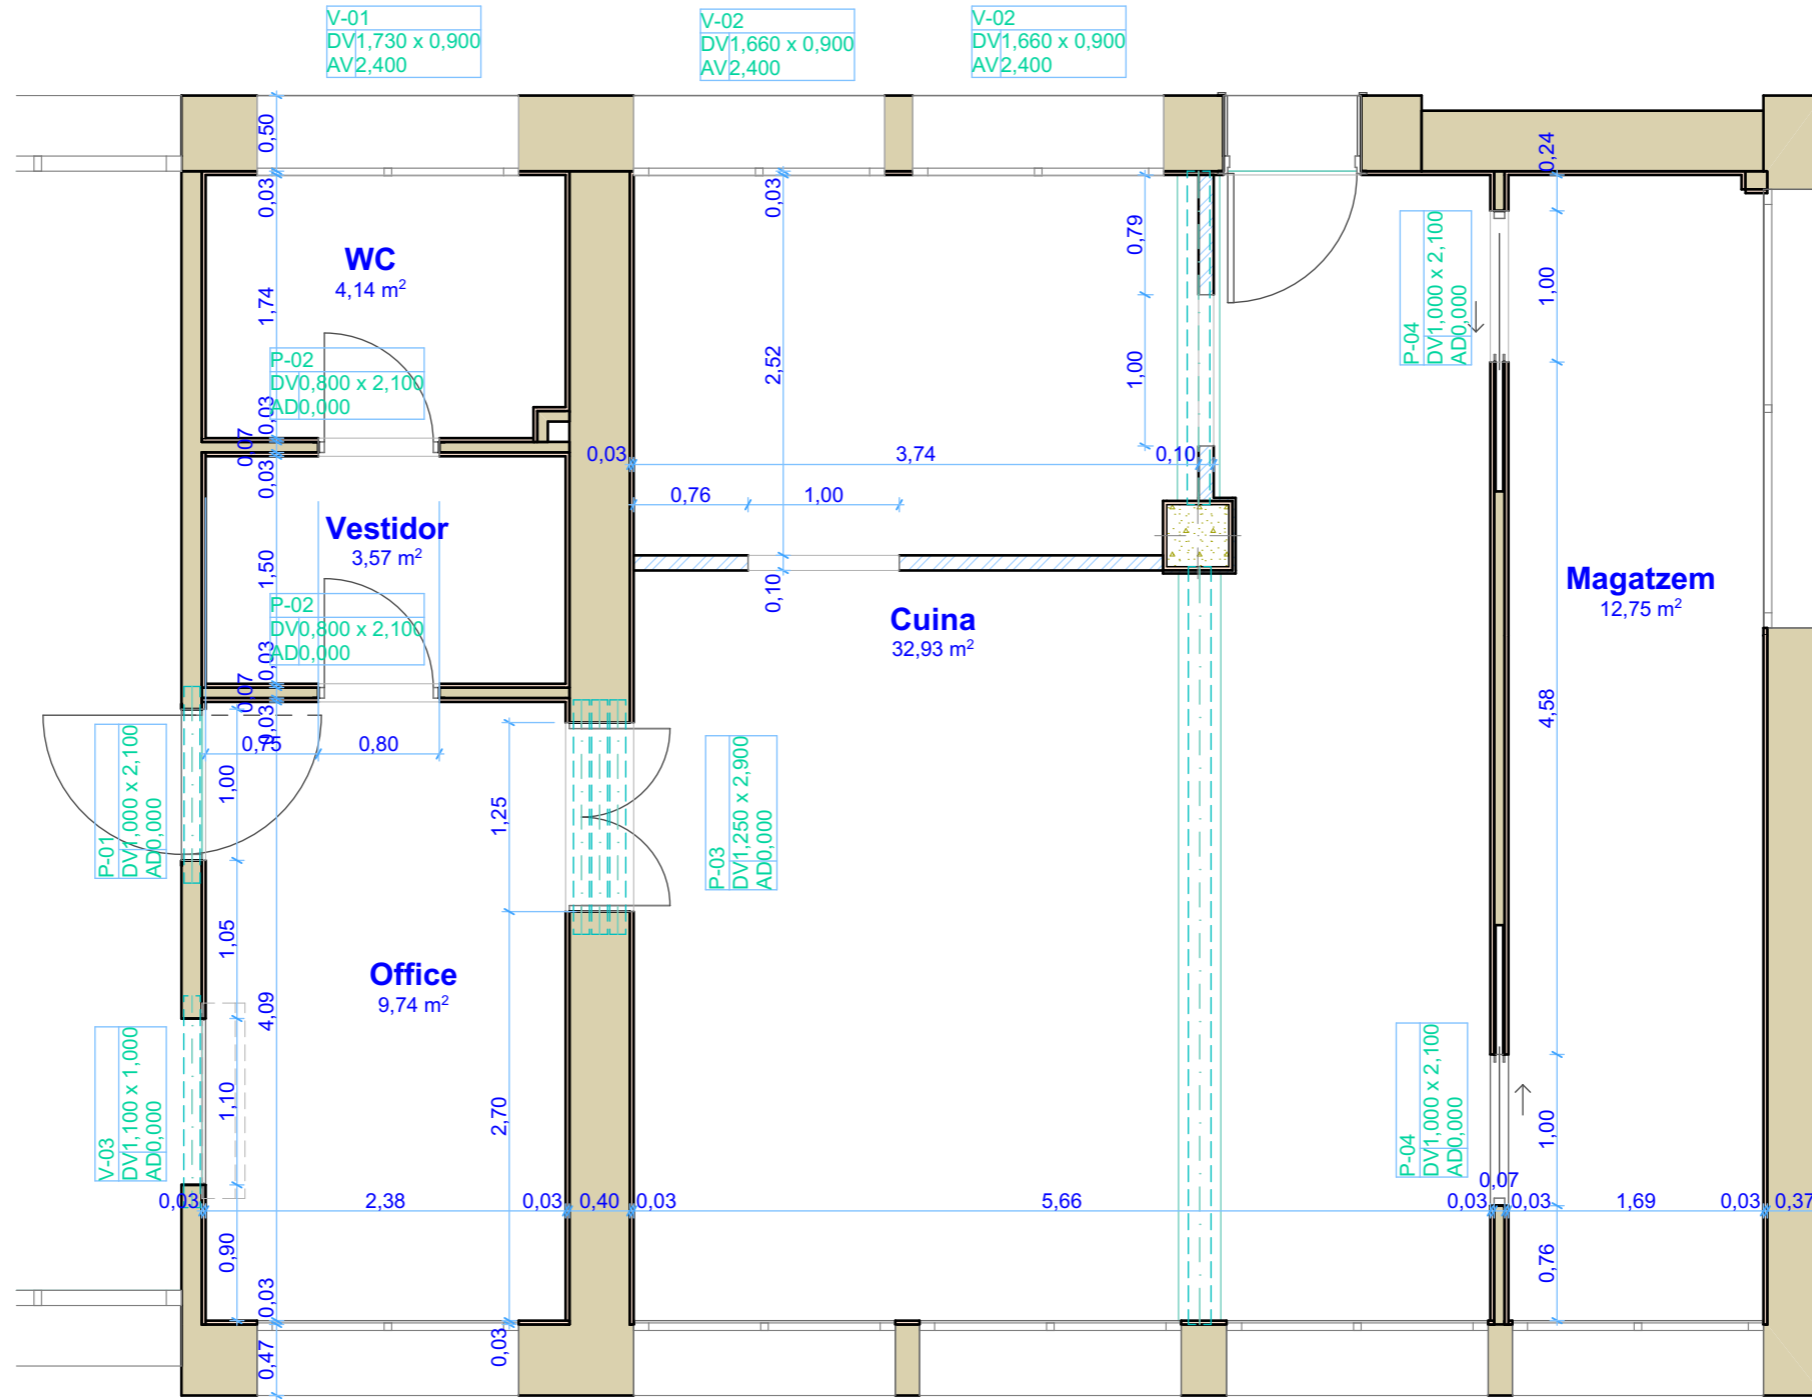 V-01
DV1,730 x 0,900
AV2,400
V-02
DV1,660 x 0,900
AV2,400
V-02
DV1,660 x 0,900
AV2,400
0,50
0,03
0,03
0,24
WC
4,14 m²
1,74
0,79
P-04
DV1,000 x 2,100
AD0,000
1,00
P-02
DV0,800 x 2,100
AD0,000
2,52
1,00
0,03
0,07
0,03
0,03
3,74
0,10
0,76
1,00
Vestidor
3,57 m²
1,50
P-02
DV0,800 x 2,100
AD0,000
0,10
Cuina
32,93 m²
Magatzem
12,75 m²
0,03
0,07
0,03
0,75
0,80
4,58
P-01
DV1,000 x 2,100
AD0,000
1,00
1,25
P-03
DV1,250 x 2,900
AD0,000
1,05
Office
9,74 m²
4,09
V-03
DV1,100 x 1,000
AD0,000
1,10
2,70
P-04
DV1,000 x 2,100
AD0,000
1,00
0,07
0,03
2,38
0,03
0,40
0,03
5,66
0,03
0,03
1,69
0,03
0,37
0,90
0,76
0,03
0,47
0,03